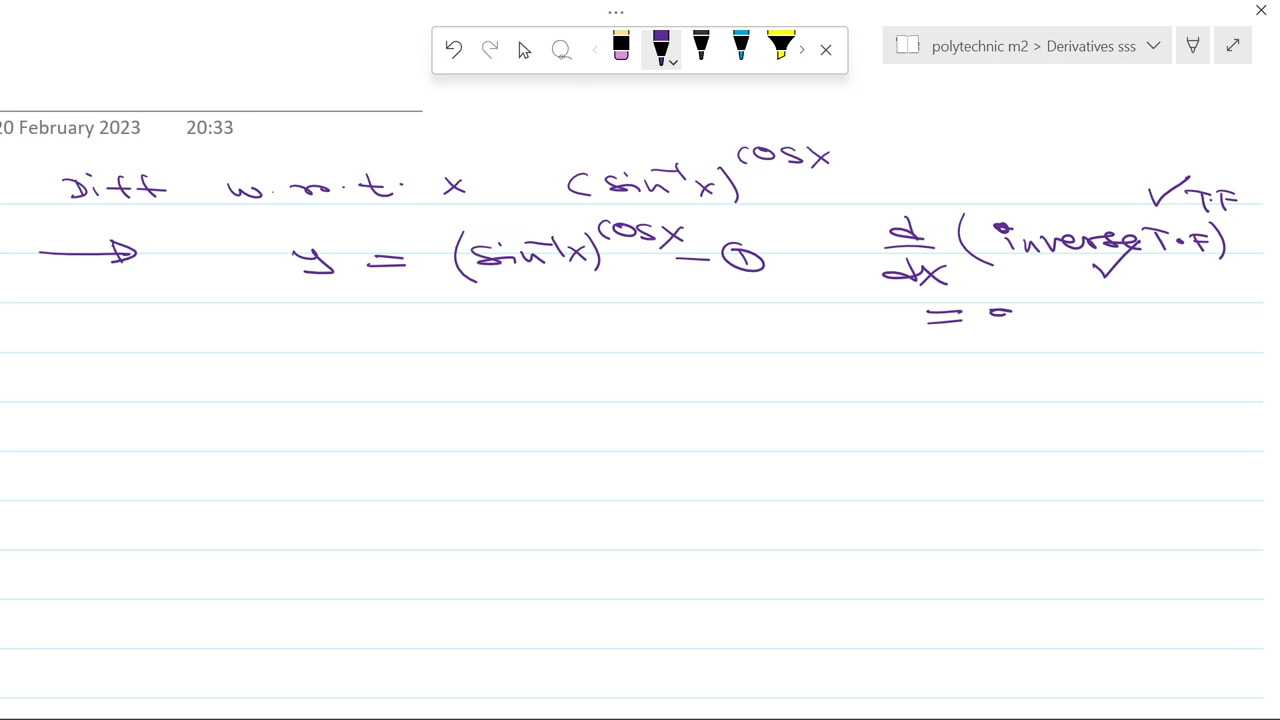 polytechnic m2 > Derivatives sss
20 February 2023 20:33
Diff w.r.t. x (sin⁻¹x)^cosx
y = (sin⁻¹x)^cosx — ①
d/dx (inverse T.F)^T.F
=